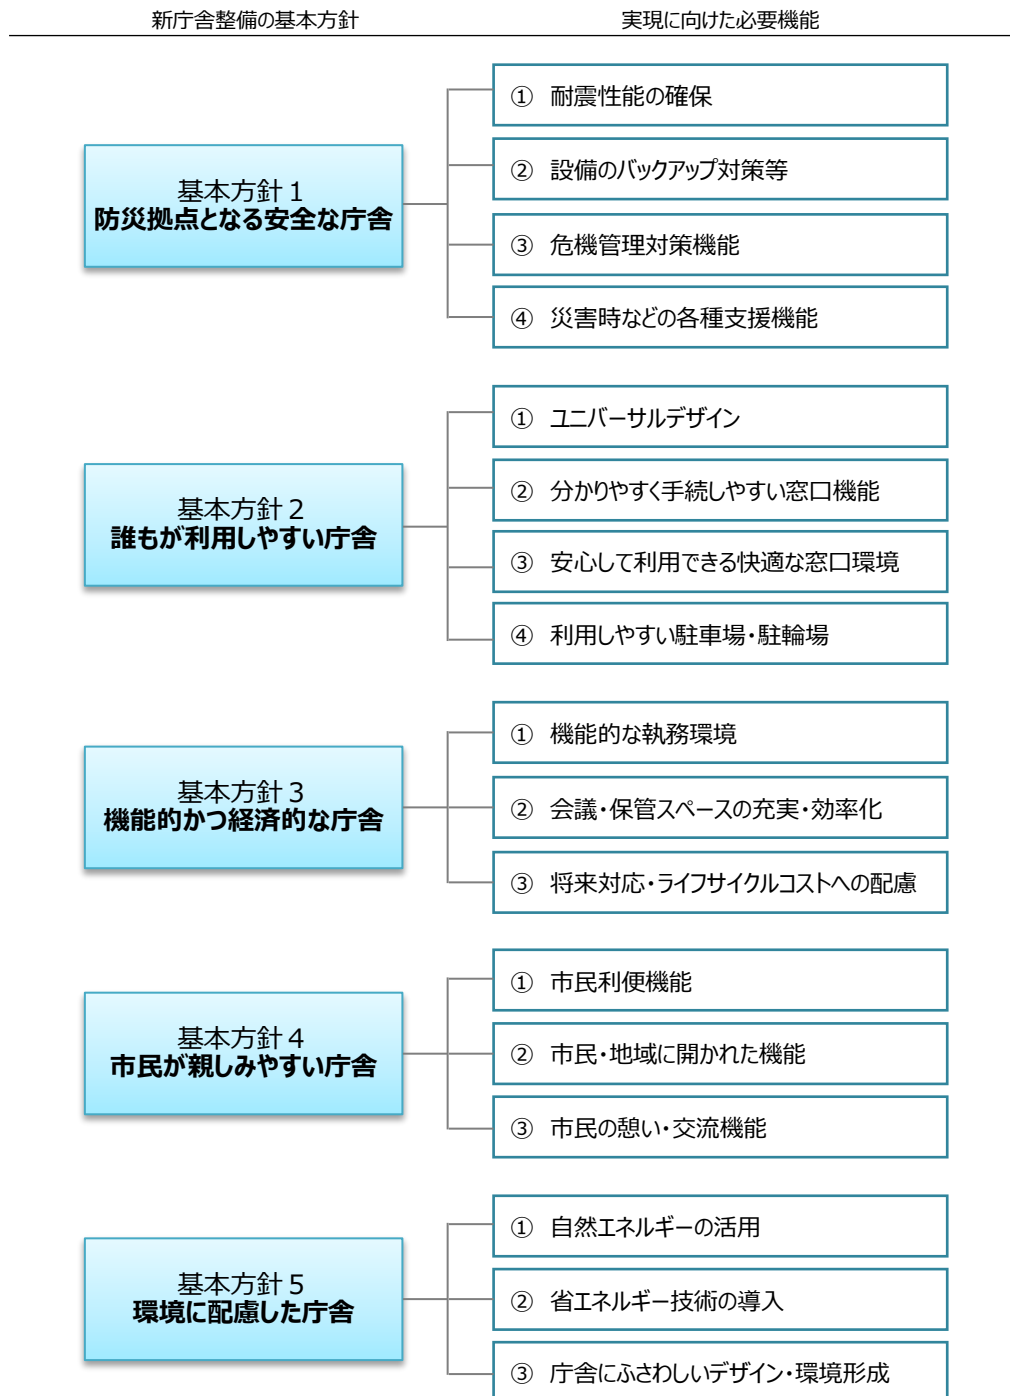 新庁舎整備の基本方針 実現に向けた必要機能
基本方針１
防災拠点となる安全な庁舎
① 耐震性能の確保
② 設備のバックアップ対策等
③ 危機管理対策機能
④ 災害時などの各種支援機能
基本方針２
誰もが利用しやすい庁舎
① ユニバーサルデザイン
② 分かりやすく手続しやすい窓口機能
③ 安心して利用できる快適な窓口環境
④ 利用しやすい駐車場・駐輪場
基本方針３
機能的かつ経済的な庁舎
① 機能的な執務環境
② 会議・保管スペースの充実・効率化
③ 将来対応・ライフサイクルコストへの配慮
基本方針４
市民が親しみやすい庁舎
① 市民利便機能
② 市民・地域に開かれた機能
③ 市民の憩い・交流機能
基本方針５
環境に配慮した庁舎
① 自然エネルギーの活用
② 省エネルギー技術の導入
③ 庁舎にふさわしいデザイン・環境形成